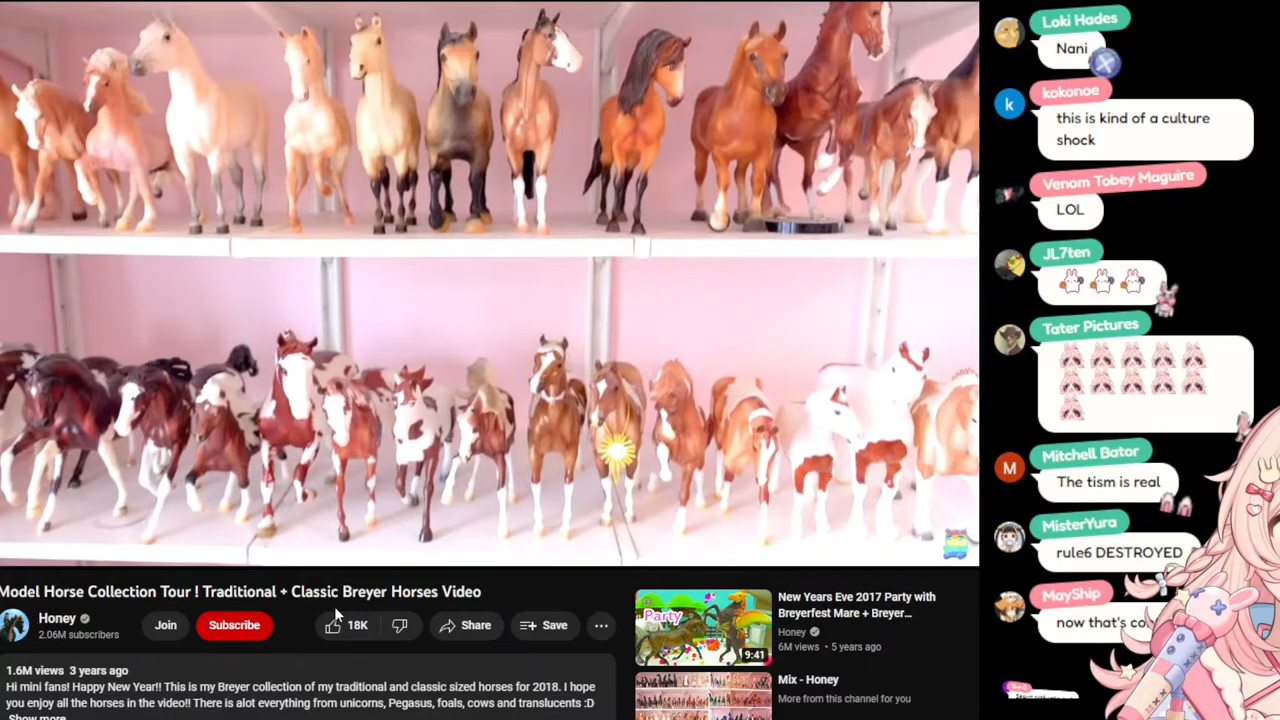 Loki Hades
Nani
k
kokonoe
this is kind of a culture
shock
Venom Tobey Maguire
LOL
JL7ten
Tater Pictures
M
Mitchell Bator
The tism is real
MisterYura
rule6 DESTROYED
MayShip
now that's
Model Horse Collection Tour ! Traditional + Classic Breyer Horses Video
Honey
2.06M subscribers
Join
Subscribe
18K
Share
Save
1.6M views 3 years ago
Hi mini fans! Happy New Year!! This is my Breyer collection of my traditional and classic sized horses for 2018. I hope
you enjoy all the horses in the video!! There is alot everything from unicorns, Pegasus, foals, cows and translucents :D
Show more
Party
9:41
New Years Eve 2017 Party with
Breyerfest Mare + Breyer...
Honey
6M views • 5 years ago
Mix - Honey
More from this channel for you